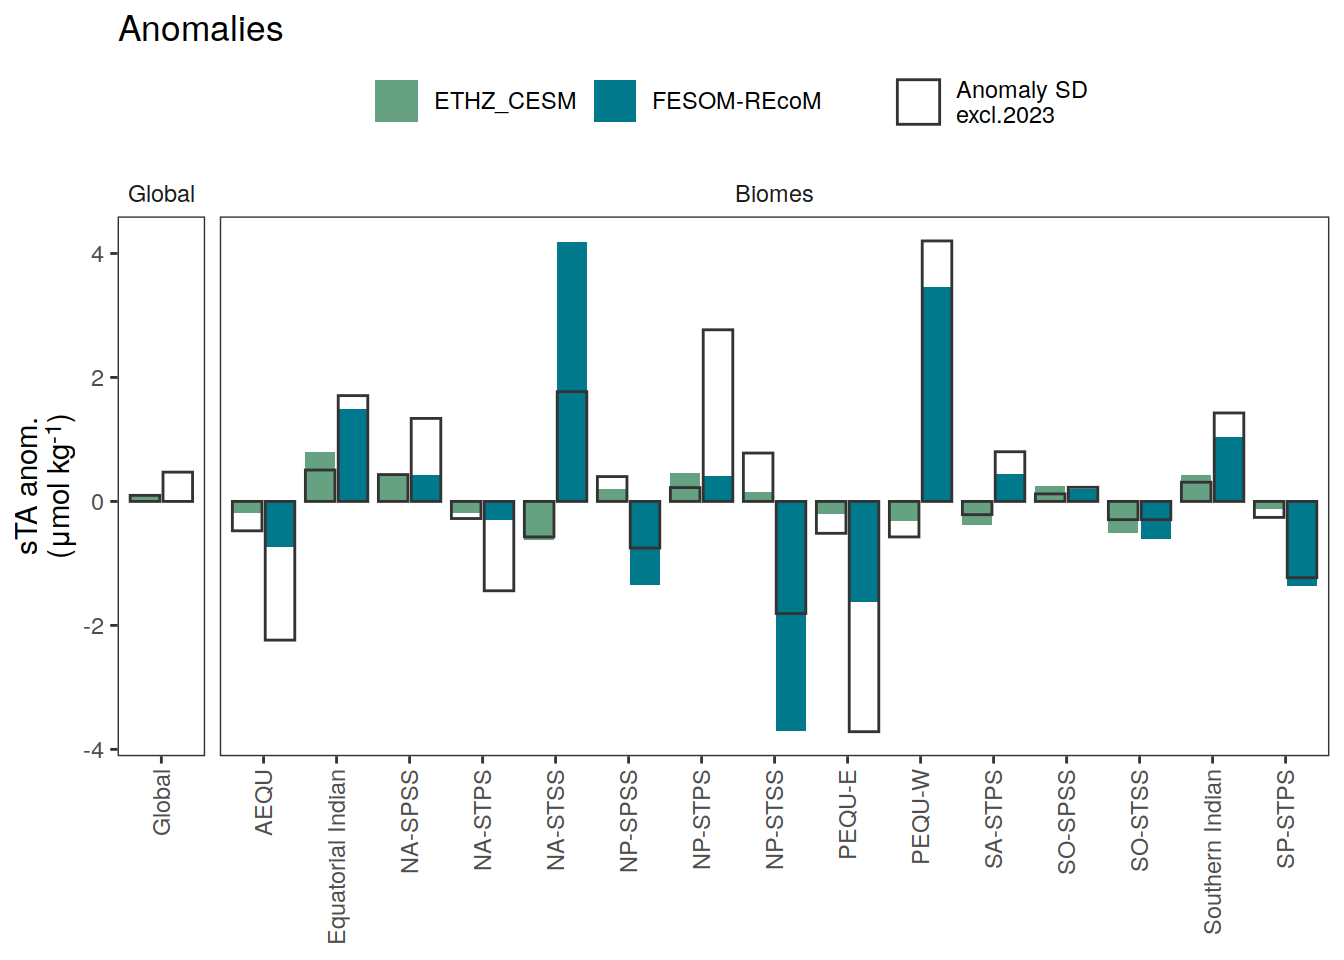 Anomalies
ETHZ_CESM
FESOM-REcoM
Anomaly SD
excl.2023
Global
Biomes
sTA anom.
(μmol kg⁻¹)
4
2
0
-2
-4
Global
AEQU
Equatorial Indian
NA-SPSS
NA-STPS
NA-STSS
NP-SPSS
NP-STPS
NP-STSS
PEQU-E
PEQU-W
SA-STPS
SO-SPSS
SO-STSS
Southern Indian
SP-STPS